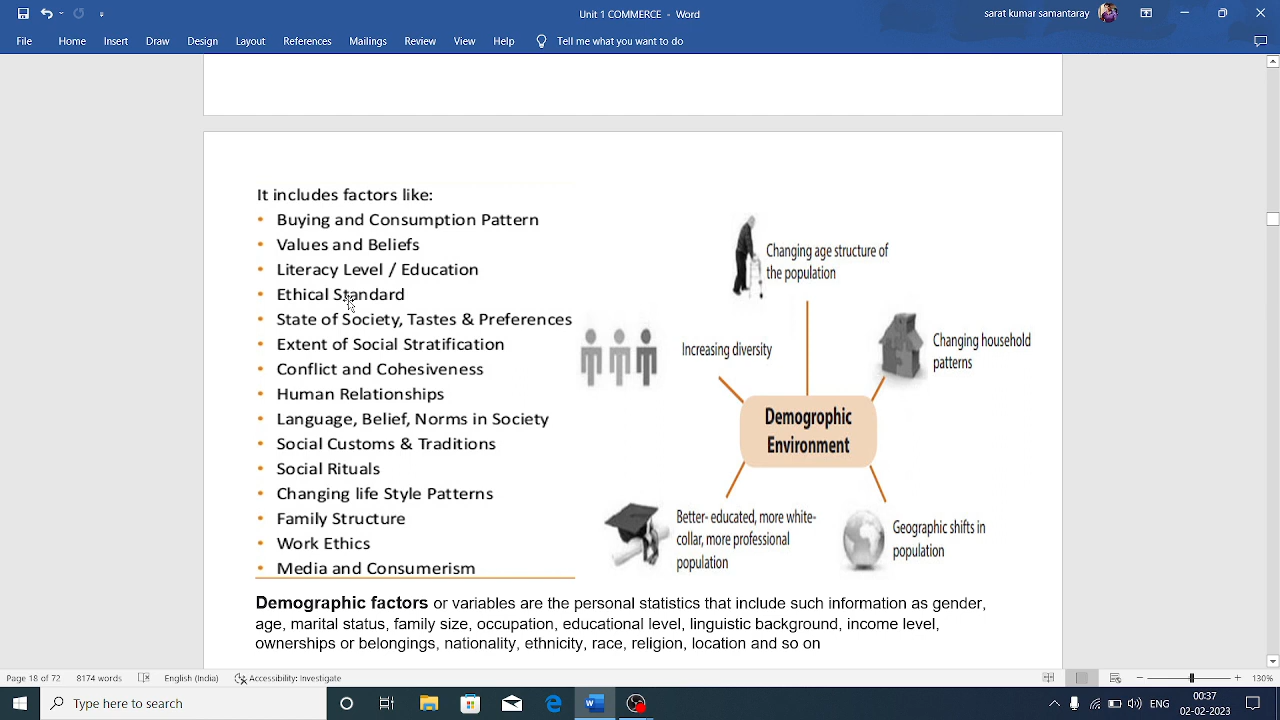 Unit 1 COMMERCE - Word
sarat kumar samantaray
File Home Insert Draw Design Layout References Mailings Review View Help Tell me what you want to do
It includes factors like:
• Buying and Consumption Pattern
• Values and Beliefs
• Literacy Level / Education
• Ethical Standard
• State of Society, Tastes & Preferences
• Extent of Social Stratification
• Conflict and Cohesiveness
• Human Relationships
• Language, Belief, Norms in Society
• Social Customs & Traditions
• Social Rituals
• Changing life Style Patterns
• Family Structure
• Work Ethics
• Media and Consumerism
Changing age structure of
the population
Increasing diversity
Changing household
patterns
Demogrophic
Environment
Better- educated, more white-
collar, more professional
population
Geographic shifts in
population
Demographic factors or variables are the personal statistics that include such information as gender,
age, marital status, family size, occupation, educational level, linguistic background, income level,
ownerships or belongings, nationality, ethnicity, race, religion, location and so on
Page 18 of 72 8174 words English (India) Accessibility: Investigate 130%
Type here to search
ENG
00:37
02-02-2023